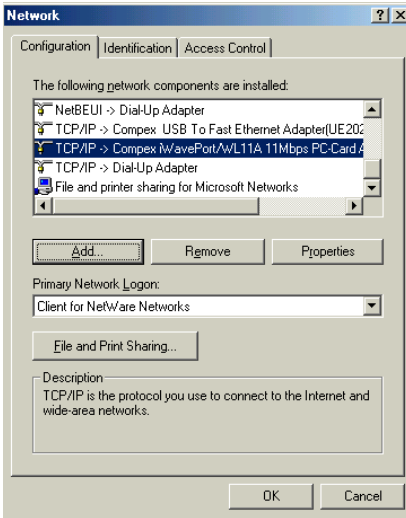 Network
Configuration Identification Access Control
The following network components are installed:
NetBEUI -> Dial-Up Adapter
TCP/IP -> Compex USB To Fast Ethernet Adapter(UE202
TCP/IP -> Compex iWavePort/WL11A 11Mbps PC-Card A
TCP/IP -> Dial-Up Adapter
File and printer sharing for Microsoft Networks
Add... Remove Properties
Primary Network Logon:
Client for NetWare Networks
File and Print Sharing...
Description
TCP/IP is the protocol you use to connect to the Internet and
wide-area networks.
OK Cancel